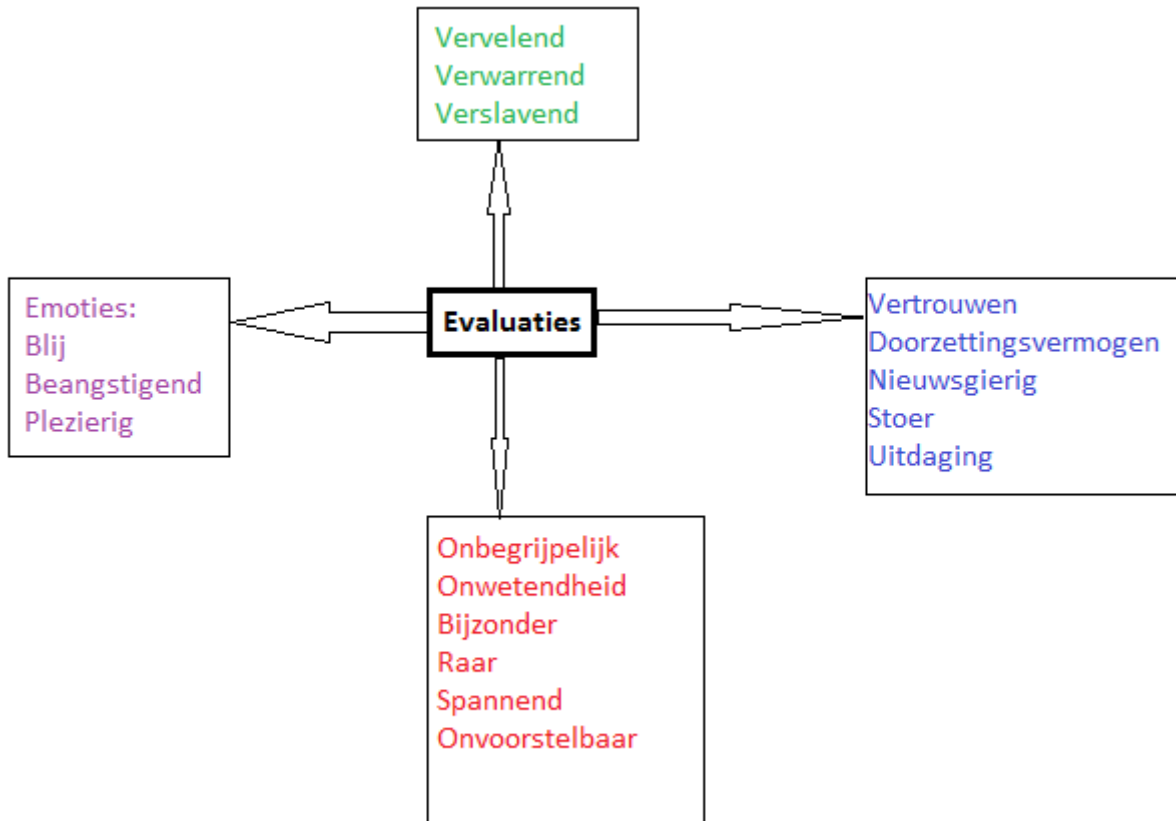 Vervelend
Verwarrend
Verslavend
Emoties:
Blij
Beangstigend
Plezierig
Evaluaties
Vertrouwen
Doorzettingsvermogen
Nieuwsgierig
Stoer
Uitdaging
Onbegrijpelijk
Onwetendheid
Bijzonder
Raar
Spannend
Onvoorstelbaar